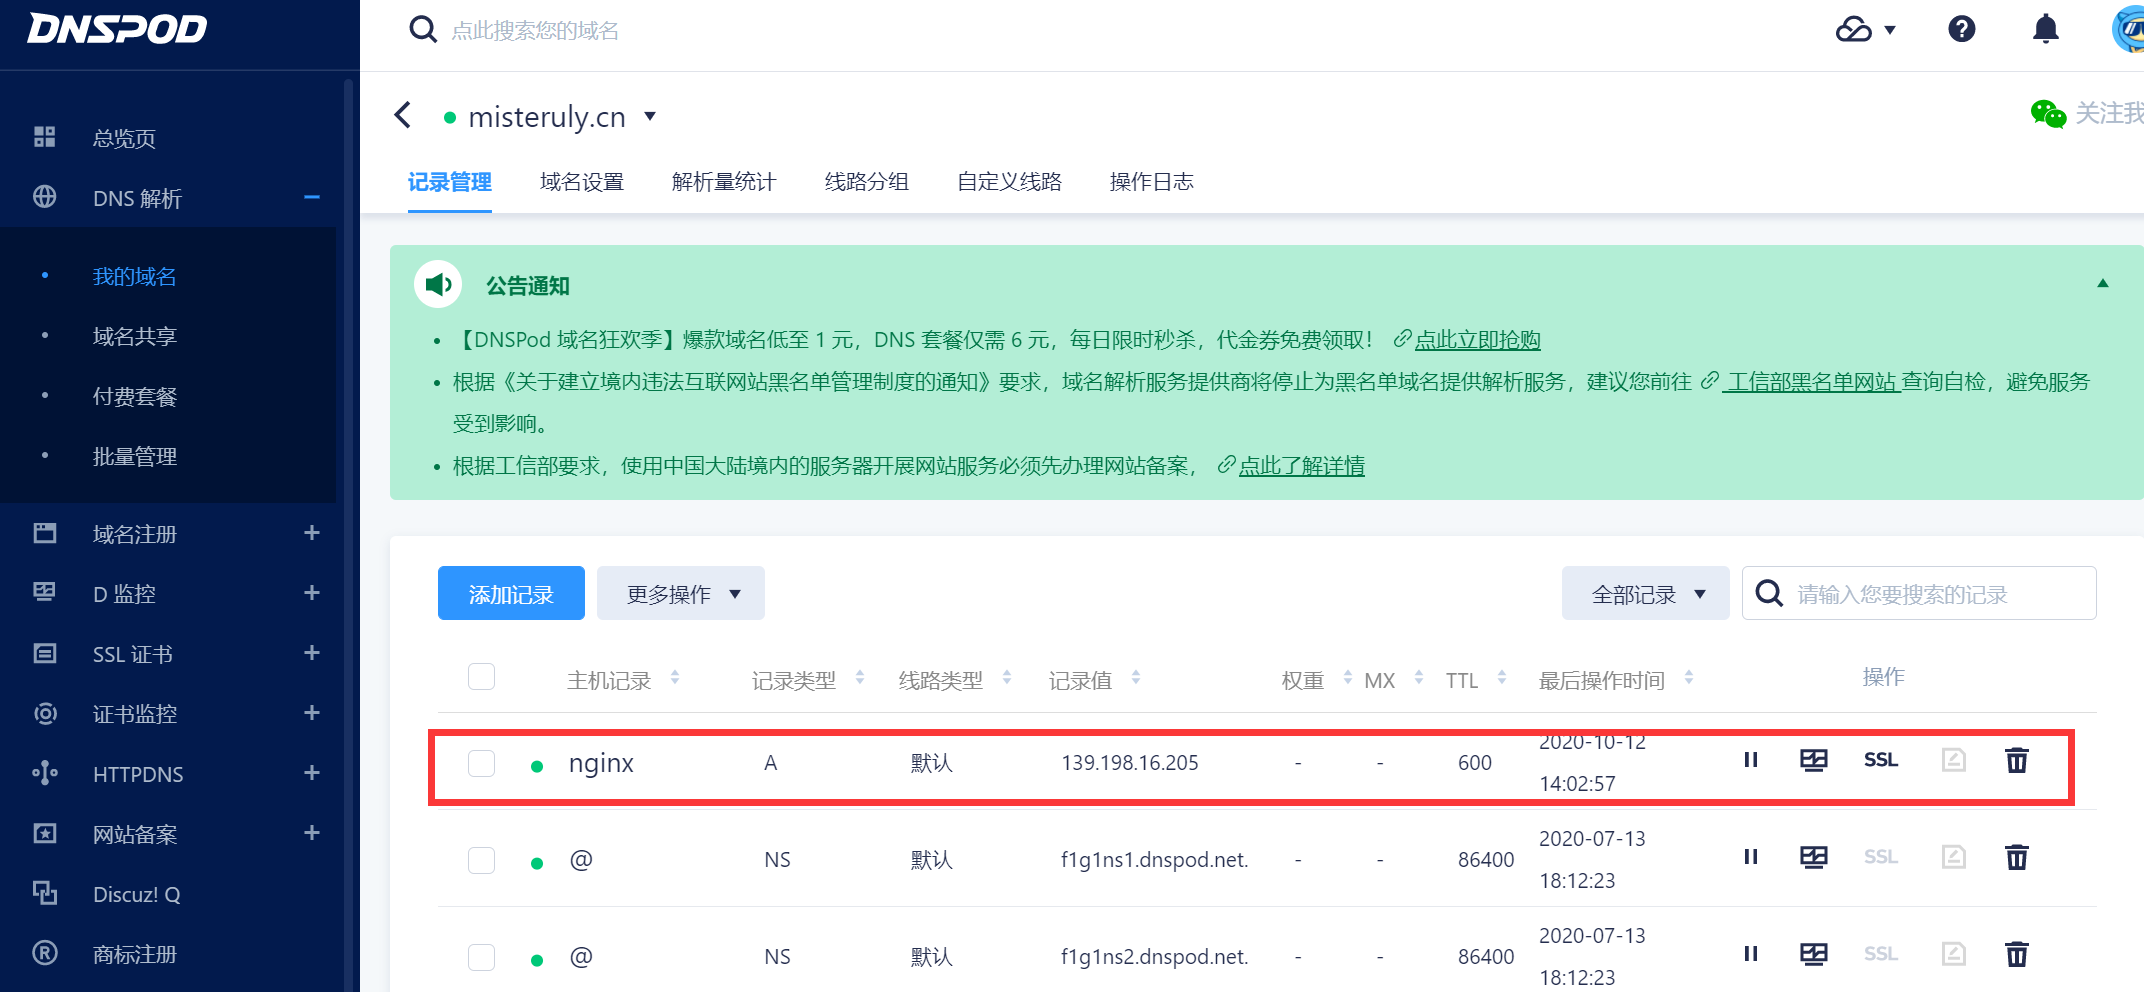 DNSPOD
点此搜索您的域名
misteruly.cn
关注我
记录管理 域名设置 解析量统计 线路分组 自定义线路 操作日志
总览页
DNS 解析
我的域名
域名共享
付费套餐
批量管理
域名注册
D 监控
SSL 证书
证书监控
HTTPDNS
网站备案
Discuz! Q
商标注册
公告通知
【DNSPod 域名狂欢季】爆款域名低至 1 元，DNS 套餐仅需 6 元，每日限时秒杀，代金券免费领取！ 点此立即抢购
根据《关于建立境内违法互联网站黑名单管理制度的通知》要求，域名解析服务提供商将停止为黑名单域名提供解析服务，建议您前往 工信部黑名单网站 查询自检，避免服务
受到影响。
根据工信部要求，使用中国大陆境内的服务器开展网站服务必须先办理网站备案， 点此了解详情
添加记录 更多操作 全部记录 请输入您要搜索的记录
主机记录 记录类型 线路类型 记录值 权重 MX TTL 最后操作时间 操作
nginx A 默认 139.198.16.205 - - 600 2020-10-12 14:02:57 SSL
@ NS 默认 f1g1ns1.dnspod.net. - - 86400 2020-07-13 18:12:23 SSL
@ NS 默认 f1g1ns2.dnspod.net. - - 86400 2020-07-13 18:12:23 SSL